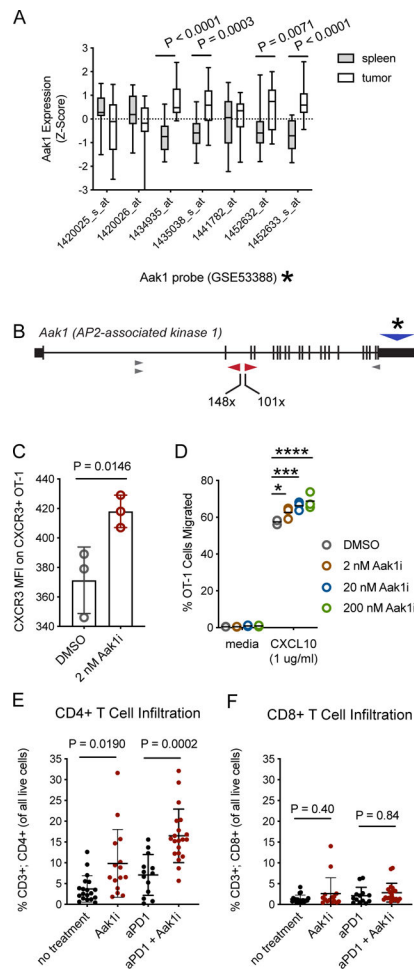 A
P < 0.0001
P = 0.0003
P = 0.0071
P < 0.0001
spleen
tumor
Aak1 Expression
(Z-Score)
3
2
1
0
-1
-2
-3
1420025_s_at
1420026_at
1434935_at
1435038_s_at
1441782_at
1452632_at
1452633_s_at
Aak1 probe (GSE53388) *
B
Aak1 (AP2-associated kinase 1)
*
148x
101x
C
P = 0.0146
CXCR3 MFI on CXCR3+ OT-1
460
440
420
400
380
360
340
DMSO
2 nM Aak1i
D
****
***
*
% OT-1 Cells Migrated
80
60
40
20
0
media
CXCL10
(1 ug/ml)
DMSO
2 nM Aak1i
20 nM Aak1i
200 nM Aak1i
E
CD4+ T Cell Infiltration
P = 0.0190
P = 0.0002
% CD3+; CD4+ (of all live cells)
35
30
25
20
15
10
5
0
no treatment
Aak1i
aPD1
aPD1 + Aak1i
F
CD8+ T Cell Infiltration
P = 0.40
P = 0.84
% CD3+; CD8+ (of all live cells)
35
30
25
20
15
10
5
0
no treatment
Aak1i
aPD1
aPD1 + Aak1i